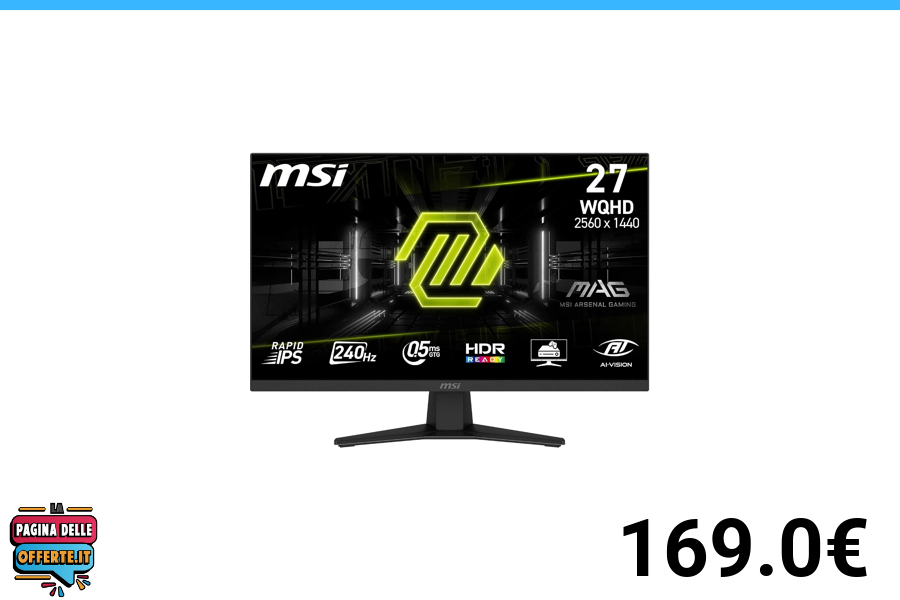 msi
27
WQHD
2560 x 1440
MAG
MSI ARSENAL GAMING
RAPID
IPS
240Hz
0.5ms
GTG
HDR
READY
AI
AI-VISION
msi
LA
PAGINA DELLE
OFFERTE.IT
169.0€